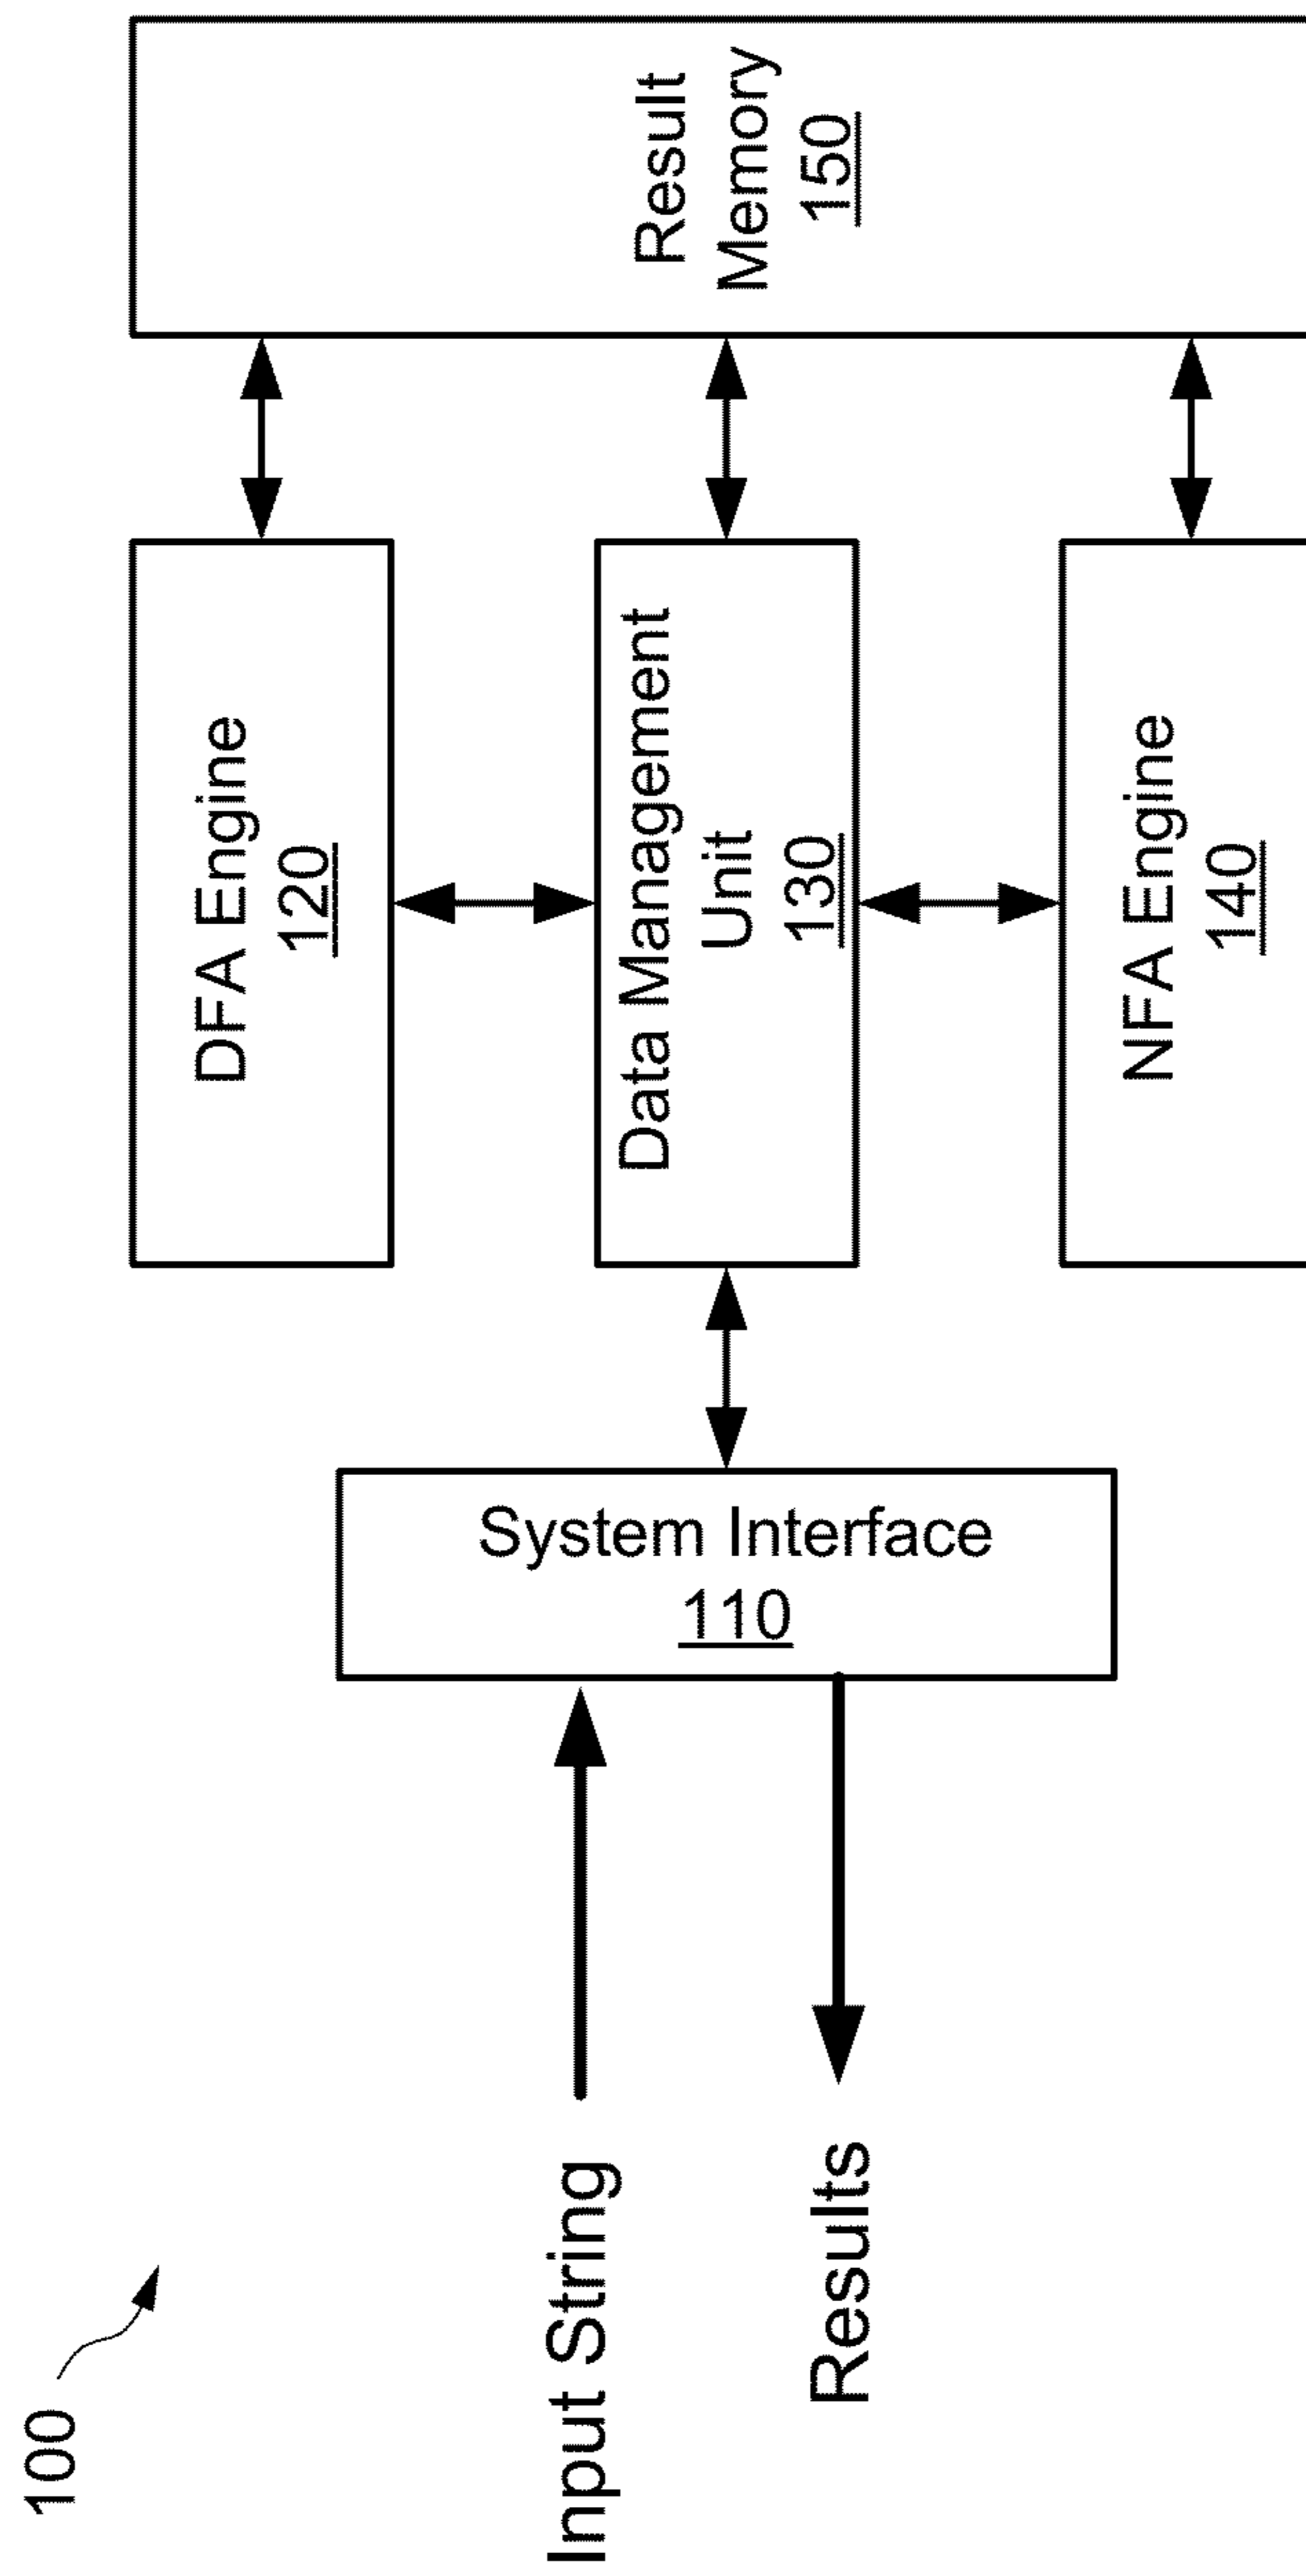 100
Input String
Results
System Interface
110
DFA Engine
120
Data Management
Unit
130
NFA Engine
140
Result
Memory
150